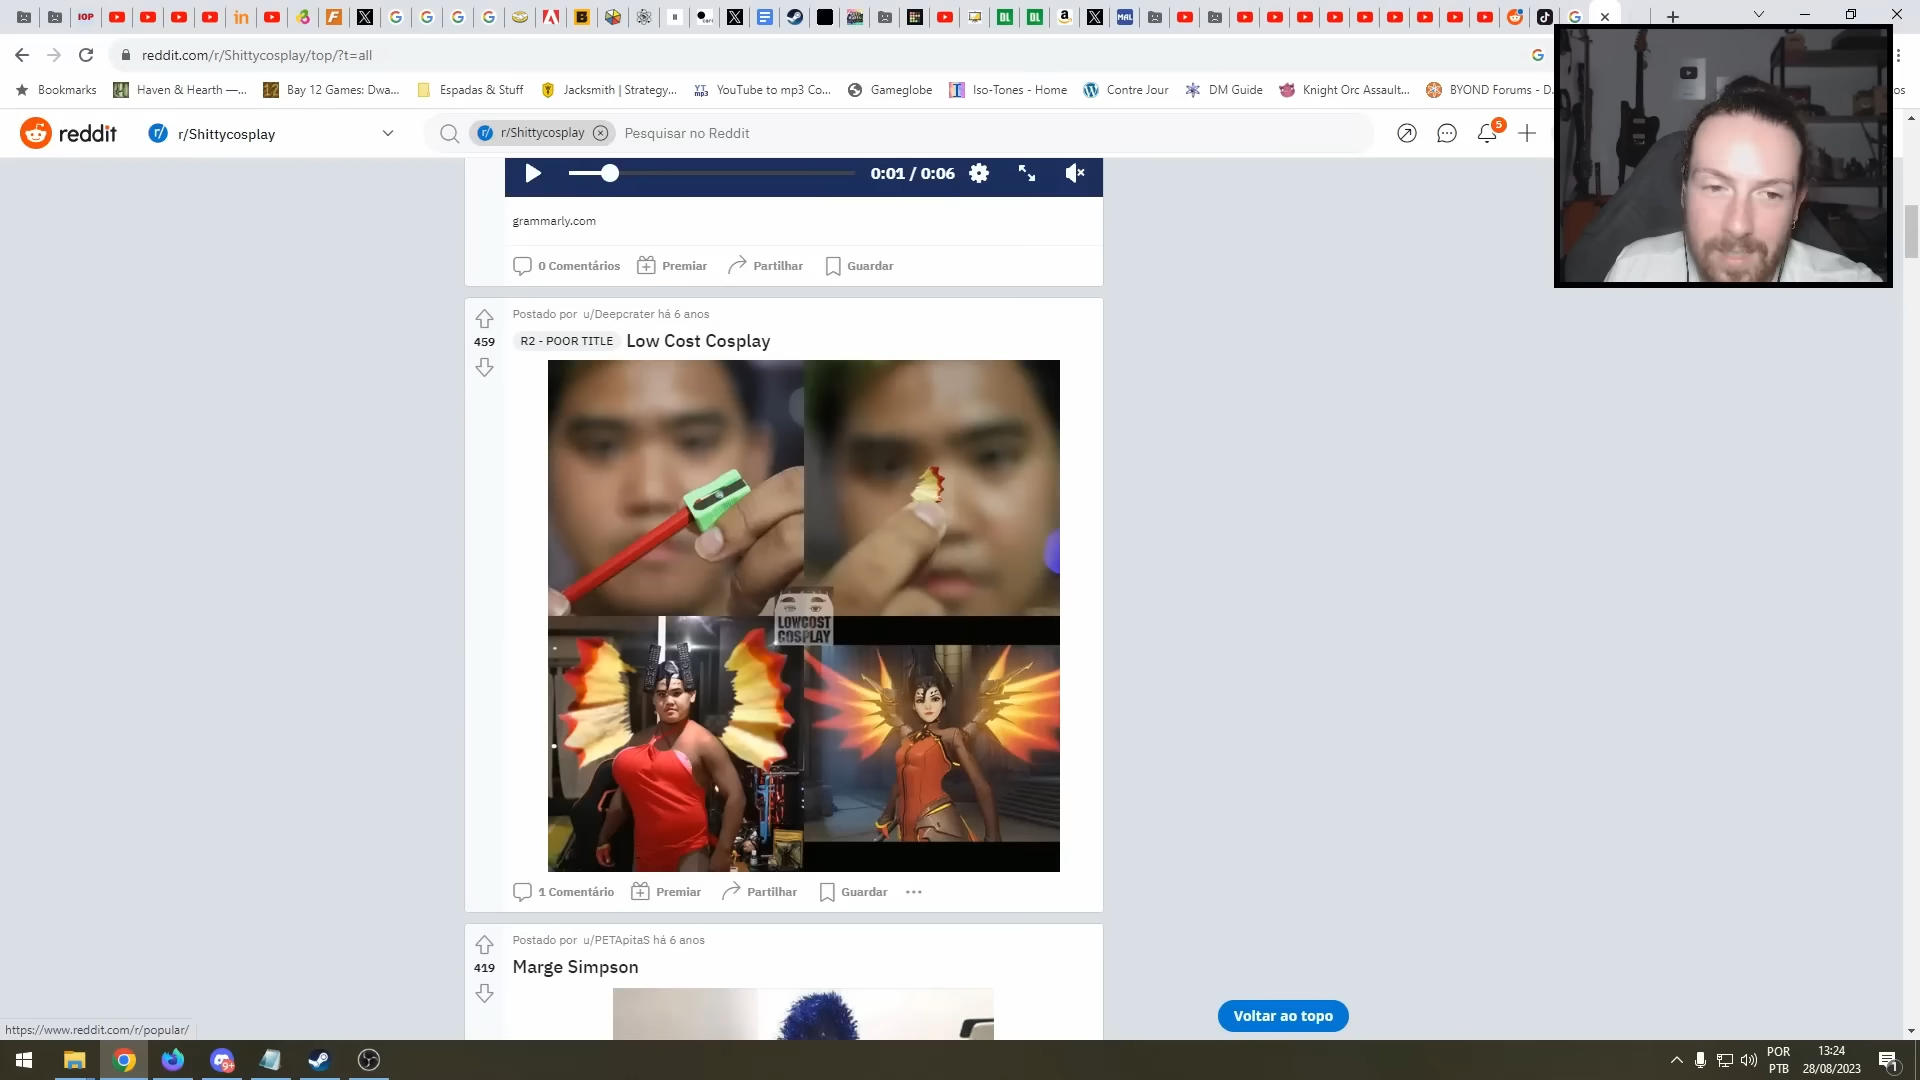 reddit.com/r/Shittycosplay/top/?t=all
Bookmarks
Haven & Hearth —...
Bay 12 Games: Dwa...
Espadas & Stuff
Jacksmith | Strategy...
YouTube to mp3 Co...
Gameglobe
Iso-Tones - Home
Contre Jour
DM Guide
Knight Orc Assault...
BYOND Forums - D...
os
reddit
r/Shittycosplay
r/Shittycosplay
Pesquisar no Reddit
5
0:01 / 0:06
grammarly.com
0 Comentários
Premiar
Partilhar
Guardar
459
Postado por u/Deepcrater há 6 anos
R2 - POOR TITLE
Low Cost Cosplay
LOWCOST
COSPLAY
1 Comentário
Premiar
Partilhar
Guardar
419
Postado por u/PETApitaS há 6 anos
Marge Simpson
Voltar ao topo
https://www.reddit.com/r/popular/
POR
PTB
13:24
28/08/2023